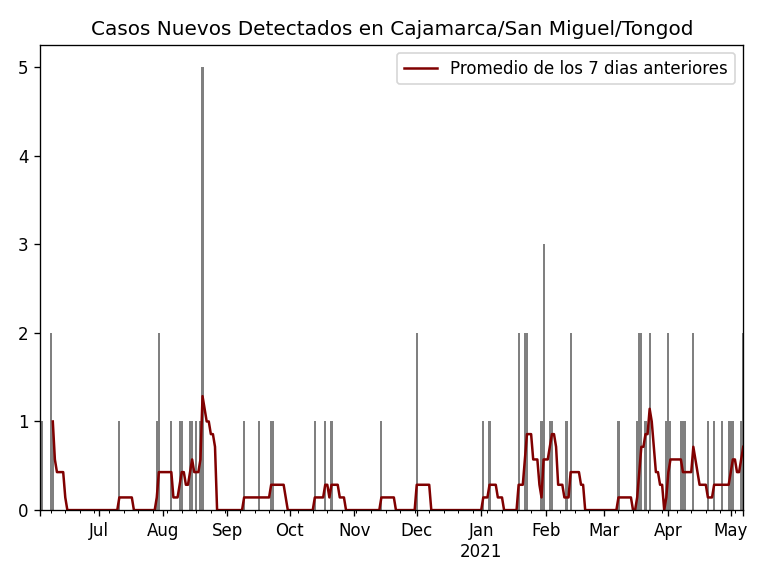 Casos Nuevos Detectados en Cajamarca/San Miguel/Tongod
Promedio de los 7 dias anteriores
5
4
3
2
1
0
Jul Aug Sep Oct Nov Dec Jan Feb Mar Apr May
2021